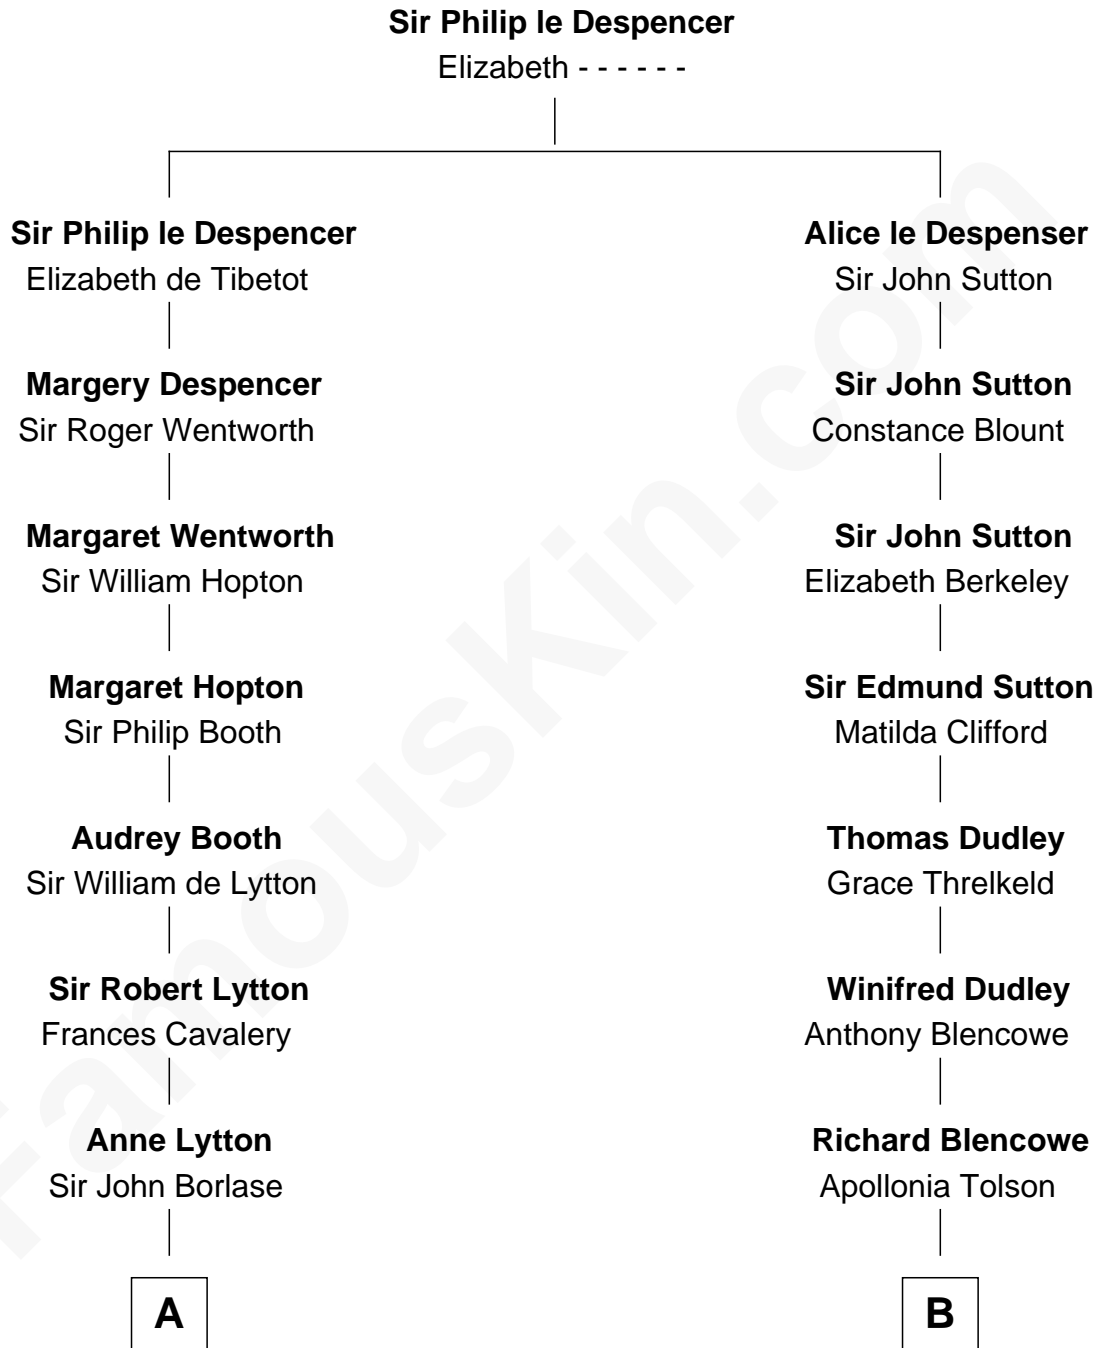 Sir Philip le Despencer
Elizabeth - - - - - -
Sir Philip le Despencer
Elizabeth de Tibetot
Alice le Despenser
Sir John Sutton
Margery Despencer
Sir Roger Wentworth
Sir John Sutton
Constance Blount
Margaret Wentworth
Sir William Hopton
Sir John Sutton
Elizabeth Berkeley
Margaret Hopton
Sir Philip Booth
Sir Edmund Sutton
Matilda Clifford
Audrey Booth
Sir William de Lytton
Thomas Dudley
Grace Threlkeld
Sir Robert Lytton
Frances Cavalery
Winifred Dudley
Anthony Blencowe
Anne Lytton
Sir John Borlase
Richard Blencowe
Apollonia Tolson
A
B
FamousKin.com